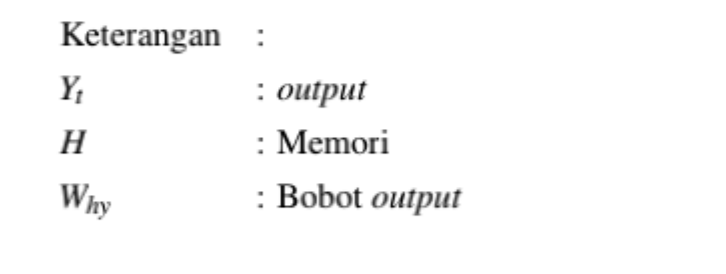 Keterangan :
Yt : output
H : Memori
Why : Bobot output